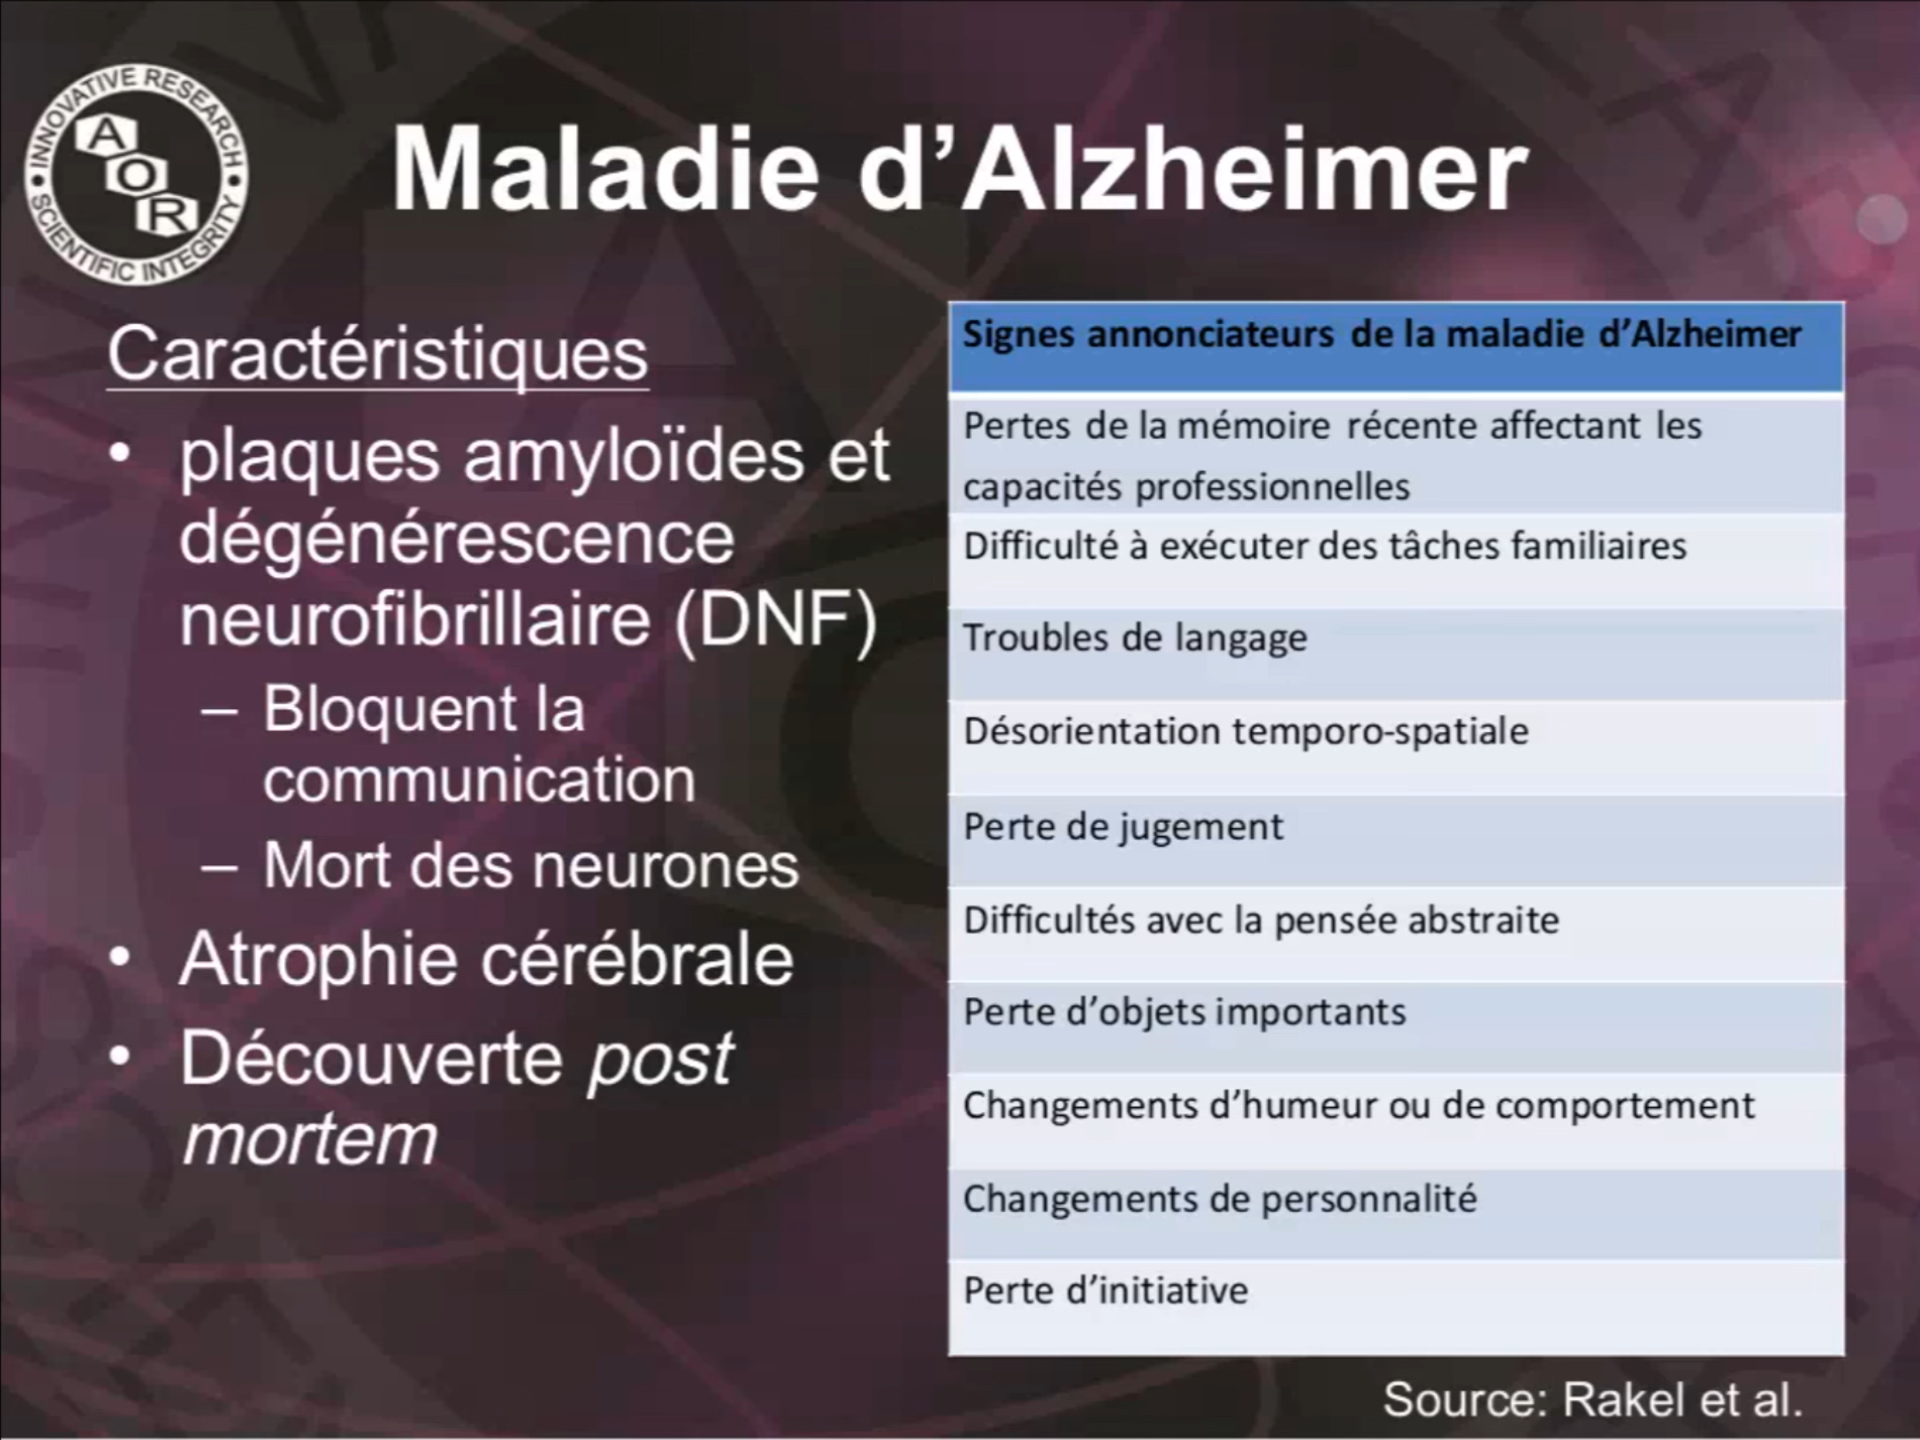 INNOVATIVE RESEARCH
AOR
SCIENTIFIC INTEGRITY
Maladie d’Alzheimer
Caractéristiques
• plaques amyloïdes et
dégénérescence
neurofibrillaire (DNF)
– Bloquent la
communication
– Mort des neurones
• Atrophie cérébrale
• Découverte post
mortem
Signes annonciateurs de la maladie d’Alzheimer
Pertes de la mémoire récente affectant les
capacités professionnelles
Difficulté à exécuter des tâches familiaires
Troubles de langage
Désorientation temporo-spatiale
Perte de jugement
Difficultés avec la pensée abstraite
Perte d’objets importants
Changements d’humeur ou de comportement
Changements de personnalité
Perte d’initiative
Source: Rakel et al.